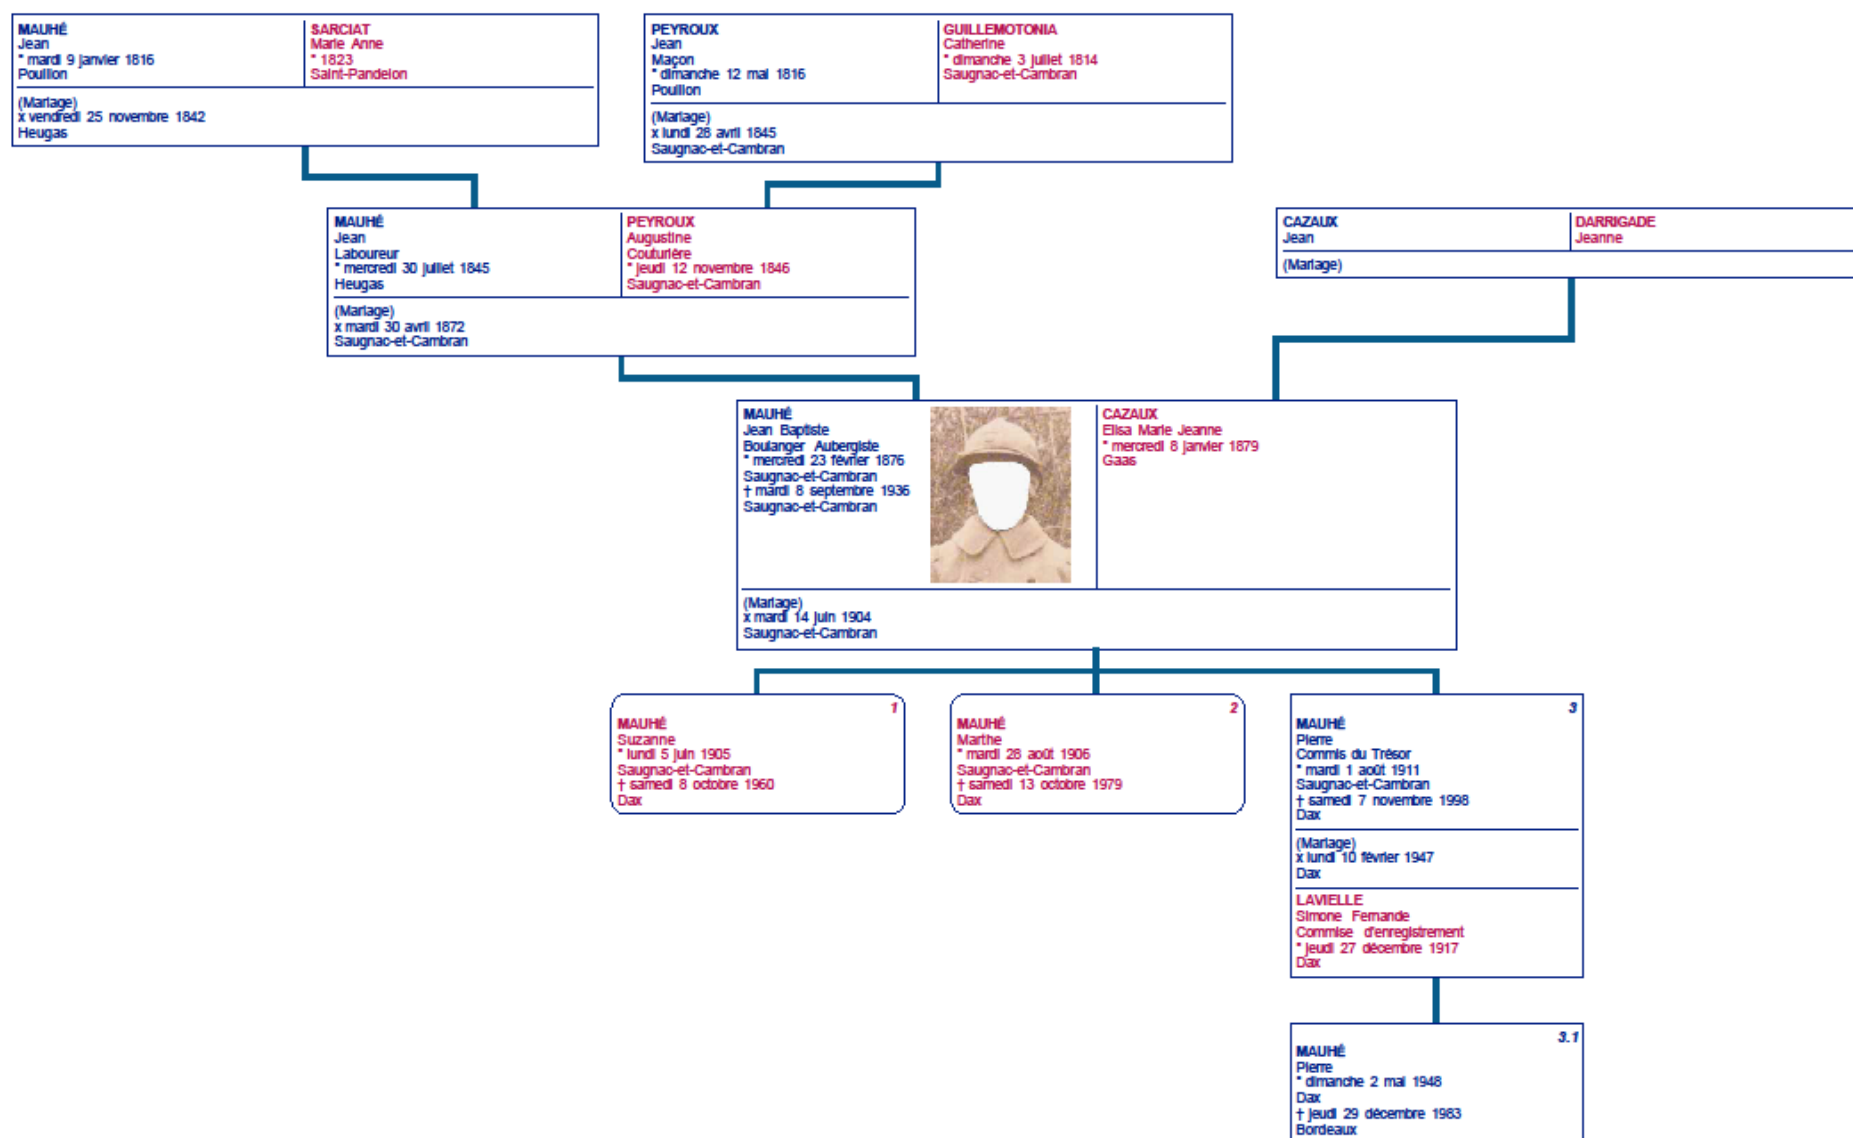 MAUHÉ
Jean
* mardi 9 janvier 1816
Pouillon
SARCIAT
Marie Anne
* 1823
Saint-Pandelon
(Mariage)
x vendredi 25 novembre 1842
Heugas
PEYROUX
Jean
Maçon
* dimanche 12 mai 1816
Pouillon
GUILLEMOTONIA
Catherine
* dimanche 3 juillet 1814
Saugnac-et-Cambran
(Mariage)
x lundi 28 avril 1845
Saugnac-et-Cambran
MAUHÉ
Jean
Laboureur
* mercredi 30 juillet 1845
Heugas
PEYROUX
Augustine
Couturière
* jeudi 12 novembre 1846
Saugnac-et-Cambran
(Mariage)
x mardi 30 avril 1872
Saugnac-et-Cambran
CAZAUX
Jean
DARRIGADE
Jeanne
(Mariage)
MAUHÉ
Jean Baptiste
Boulanger Aubergiste
* mercredi 23 février 1876
Saugnac-et-Cambran
† mardi 8 septembre 1936
Saugnac-et-Cambran
CAZAUX
Elisa Marie Jeanne
* mercredi 8 janvier 1879
Gaas
(Mariage)
x mardi 14 juin 1904
Saugnac-et-Cambran
1
MAUHÉ
Suzanne
* lundi 5 juin 1905
Saugnac-et-Cambran
† samedi 8 octobre 1960
Dax
2
MAUHÉ
Marthe
* mardi 28 août 1906
Saugnac-et-Cambran
† samedi 13 octobre 1979
Dax
3
MAUHÉ
Pierre
Commis du Trésor
* mardi 1 août 1911
Saugnac-et-Cambran
† samedi 7 novembre 1998
Dax
(Mariage)
x lundi 10 février 1947
Dax
LAVIELLE
Simone Fernande
Commise d'enregistrement
* jeudi 27 décembre 1917
Dax
3.1
MAUHÉ
Pierre
* dimanche 2 mai 1948
Dax
† jeudi 29 décembre 1983
Bordeaux